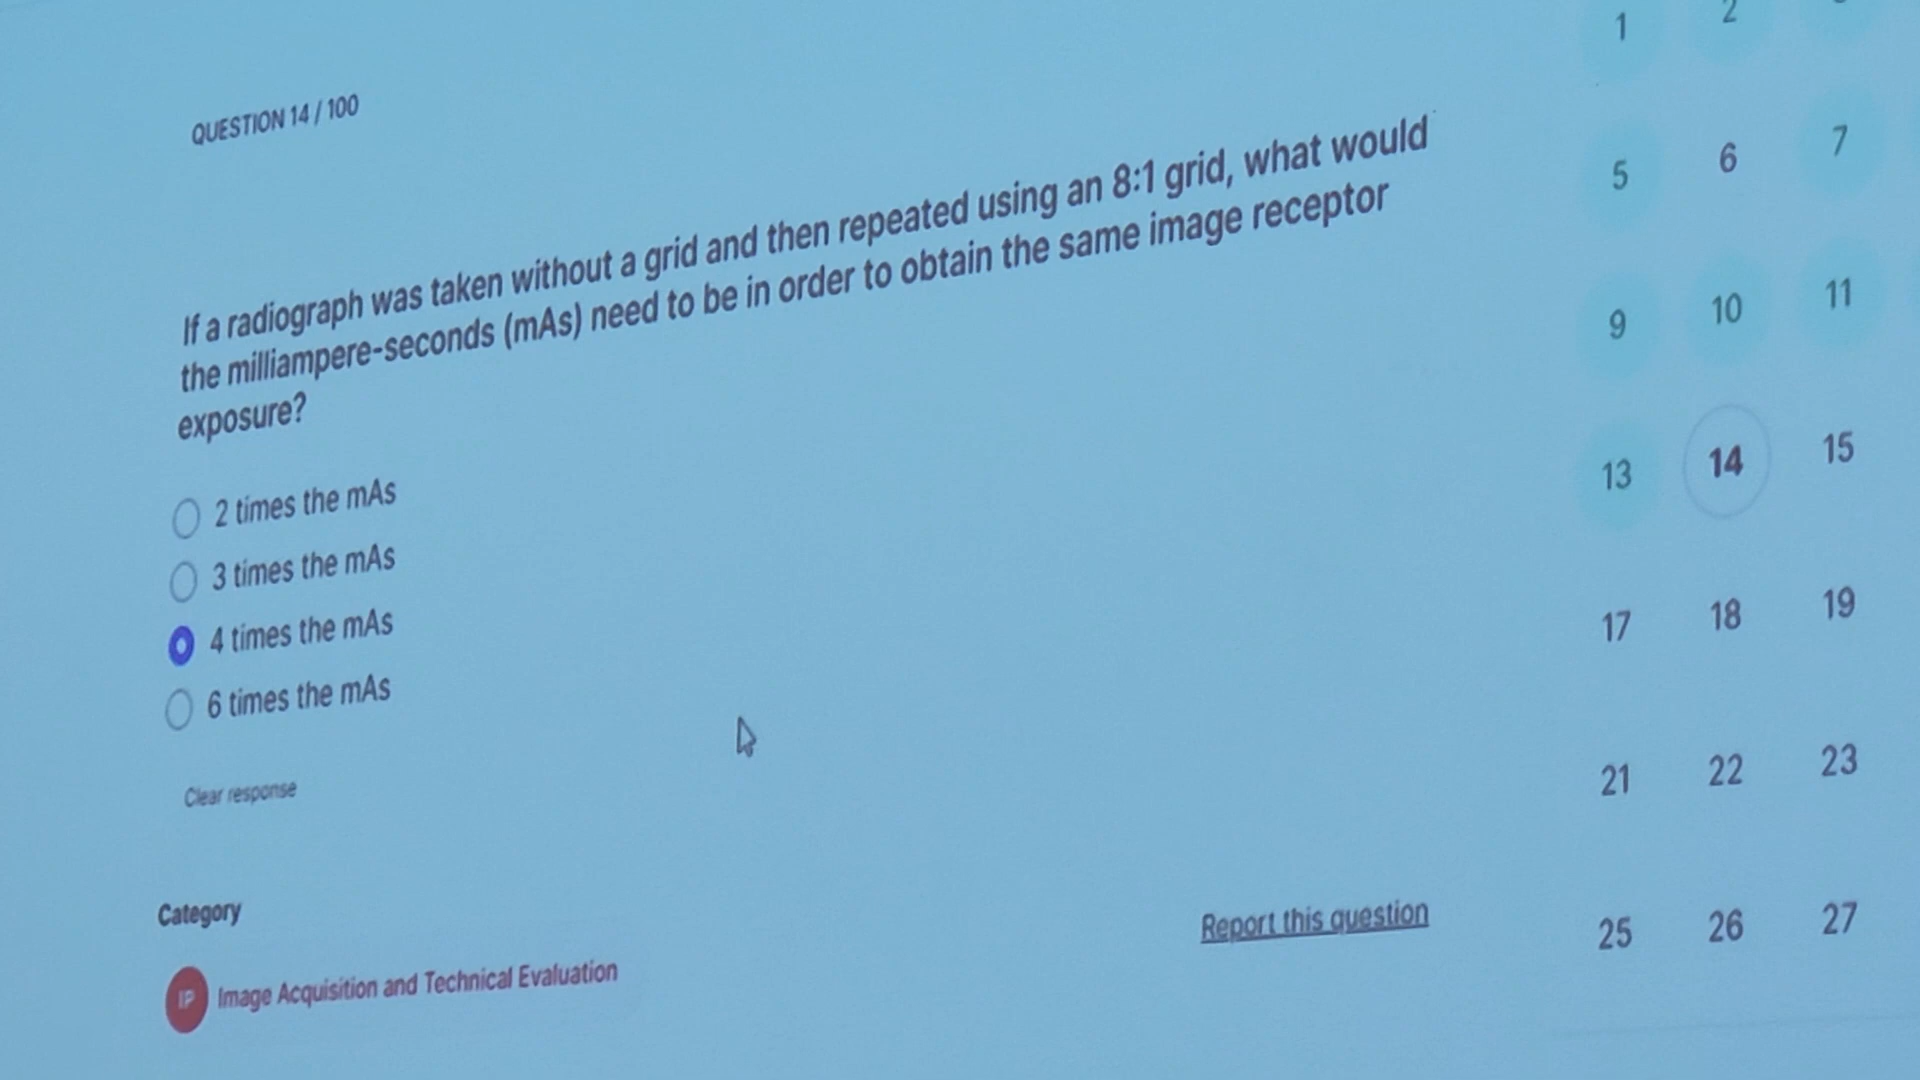 QUESTION 14 / 100
If a radiograph was taken without a grid and then repeated using an 8:1 grid, what would
the milliampere-seconds (mAs) need to be in order to obtain the same image receptor
exposure?
2 times the mAs
3 times the mAs
4 times the mAs
6 times the mAs
Clear response
Category
IP Image Acquisition and Technical Evaluation
Report this question
1 2
5 6 7
9 10 11
13 14 15
17 18 19
21 22 23
25 26 27